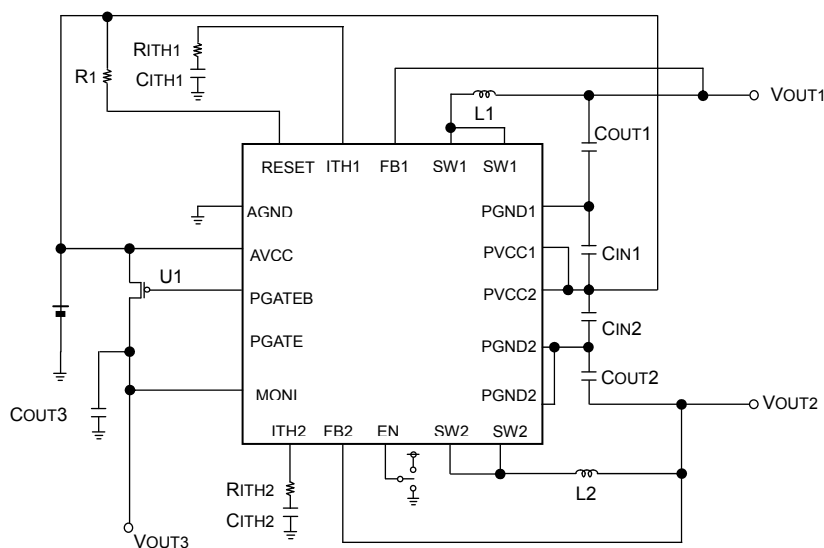 RITH1
CITH1
R1
L1
VOUT1
COUT1
RESET ITH1 FB1 SW1 SW1
AGND
PGND1
AVCC
PVCC1
CIN1
U1
PGATEB
PVCC2
CIN2
PGATE
PGND2
COUT2
MONI
PGND2
COUT3
VOUT2
ITH2 FB2 EN SW2 SW2
RITH2
CITH2
L2
VOUT3